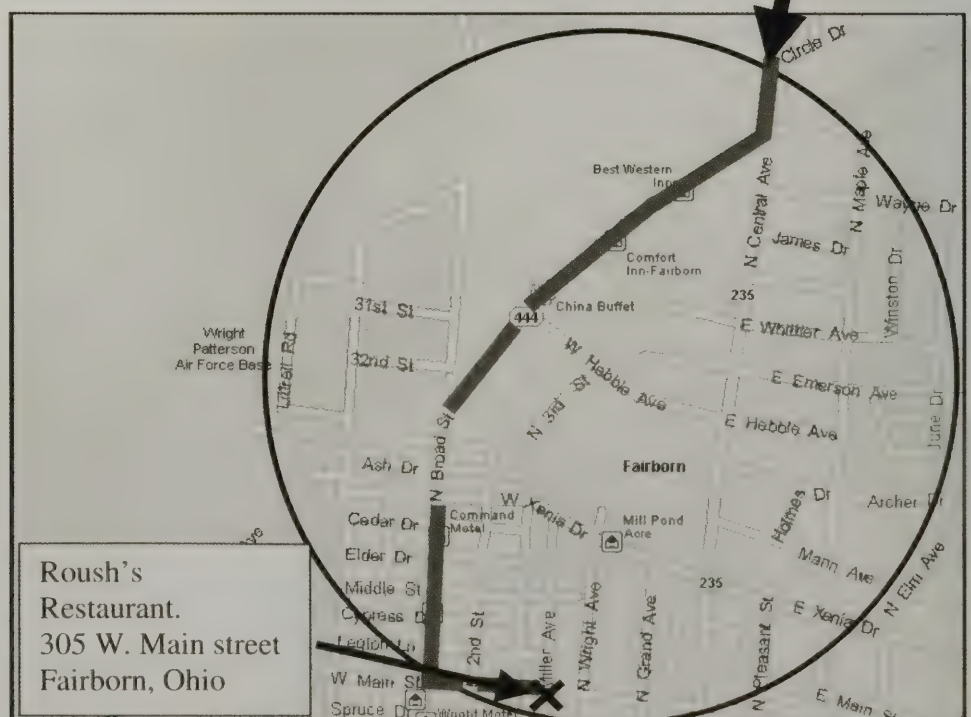 Circle Dr
Best Western
Inn
N Central Ave
N Maple Ave
Wayne Dr
James Dr
Comfort
Inn-Fairborn
Winston Dr
235
31st St
China Buffet
444
E Whittier Ave
Wright
Patterson
Air Force Base
Littrell Rd
32nd St
W Hebble Ave
E Emerson Ave
N 3rd St
E Hebble Ave
June Dr
N Broad St
Ash Dr
Fairborn
W Xenia Dr
Holmes Dr
Archer Dr
Cedar Dr
Command
Motel
Mill Pond
Acre
Elder Dr
Mann Ave
N Elm Ave
Middle St
235
Cypress D
E Xenia Dr
Legion Ln
2nd St
Miller Ave
N Wright Ave
N Grand Ave
N Pleasant St
W Main St
E Main St
Spruce Dr
Wright Motel
Roush's
Restaurant.
305 W. Main street
Fairborn, Ohio